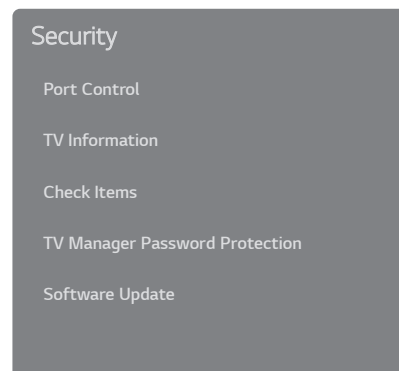 Security
Port Control
TV Information
Check Items
TV Manager Password Protection
Software Update